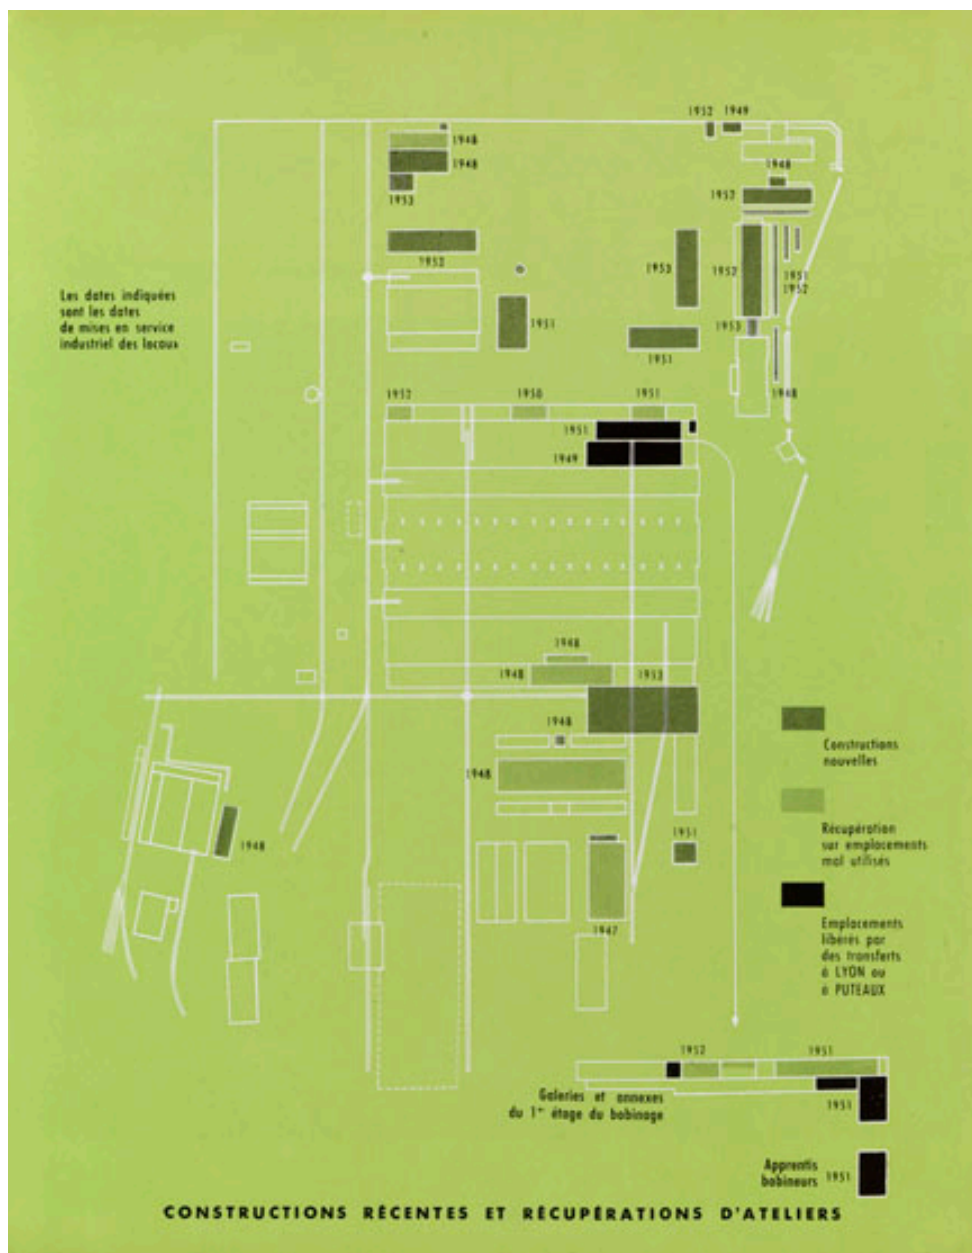 1952 1949
1948
1948
1948
1953
1952
1952
1953
1952
1951
1952
1951
1953
1951
1948
Les dates indiquées
sont les dates
de mises en service
industriel des locaux
1952 1950 1951
1951
1949
1948
1948 1953
1948
1948
1951
1948
1947
Constructions
nouvelles
Récupération
sur emplacements
mal utilisés
Emplacements
libérés par
des transferts
à LYON ou
à PUTEAUX
1952 1951
Galeries et annexes
du 1er étage du bobinage
1951
Apprentis
bobineurs 1951
CONSTRUCTIONS RÉCENTES ET RÉCUPÉRATIONS D'ATELIERS